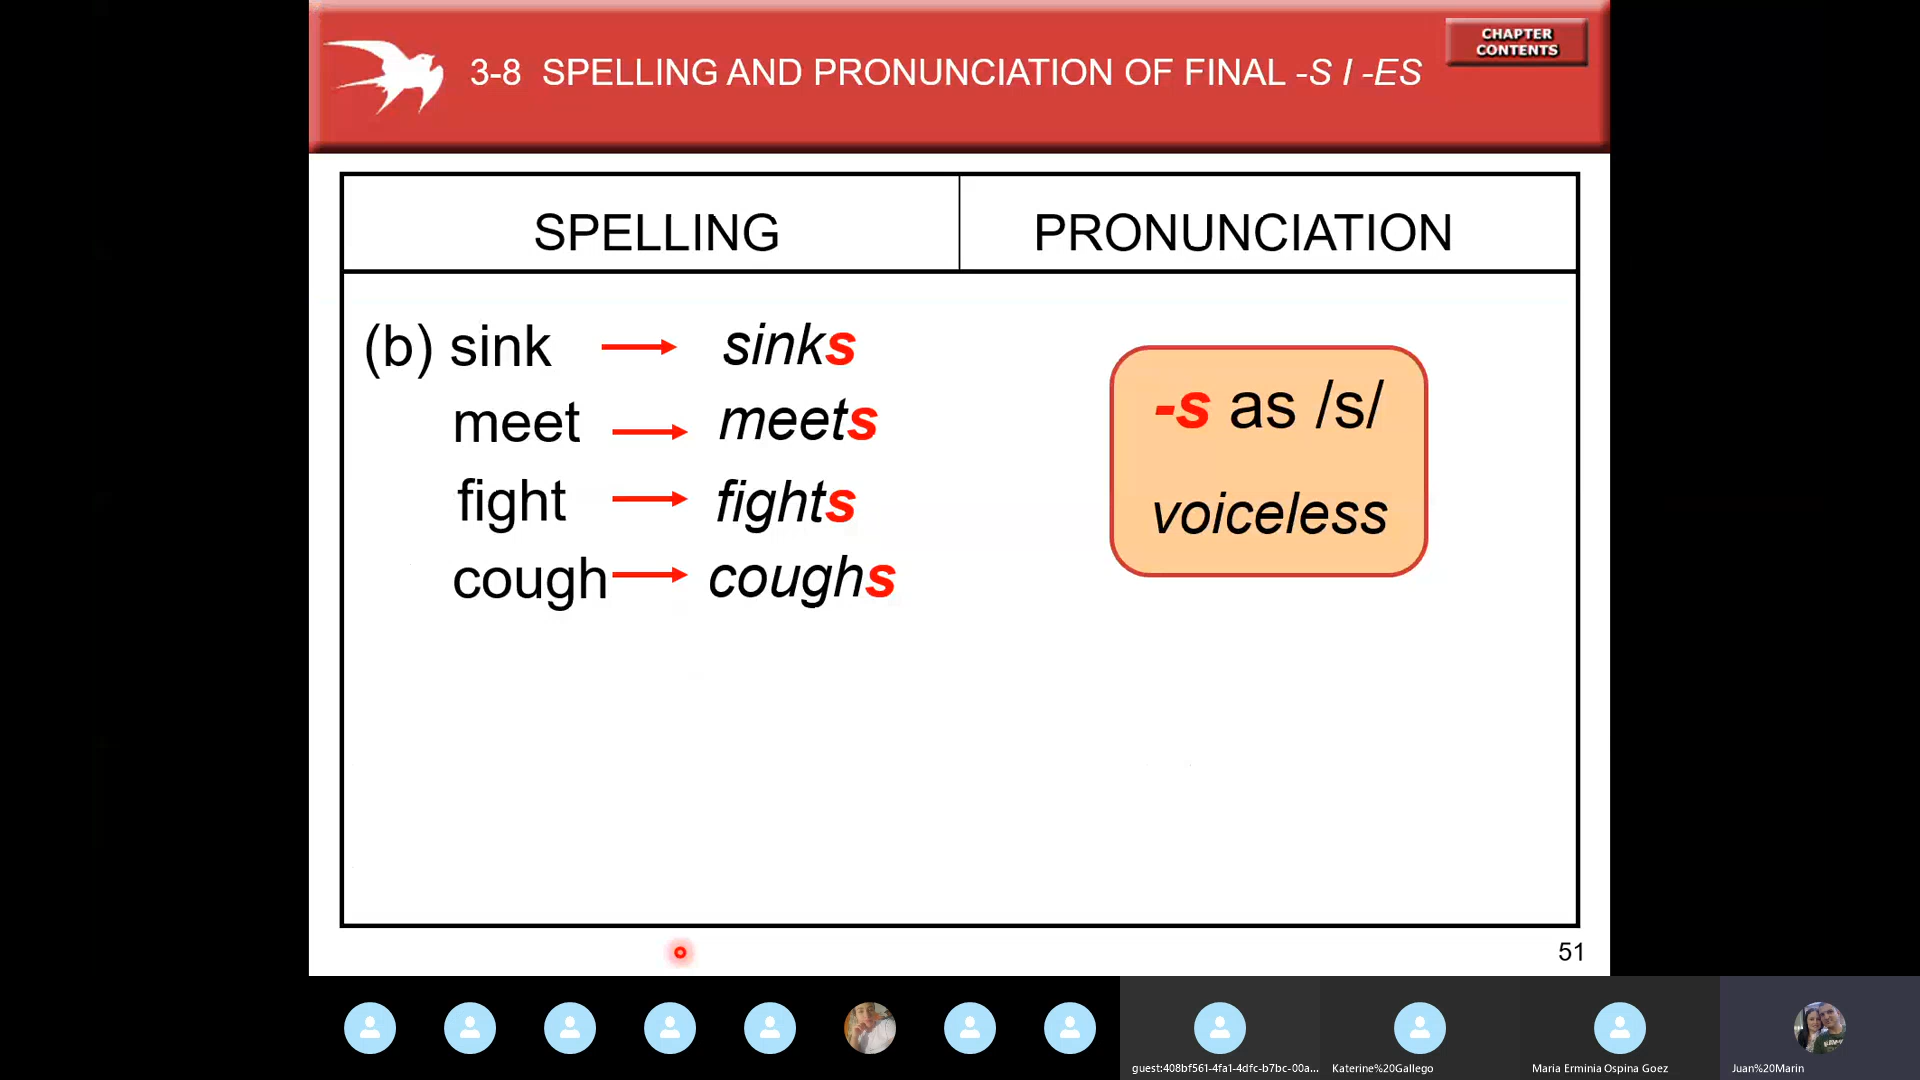 CHAPTER
CONTENTS
3-8 SPELLING AND PRONUNCIATION OF FINAL -S / -ES
SPELLING PRONUNCIATION
(b) sink sinks
meet meets
fight fights
cough coughs
-s as /s/
voiceless
51
guest:408bf561-4fa1-4dfc-b7bc-00a...
Katerine%20Gallego
Maria Erminia Ospina Goez
Juan%20Marin